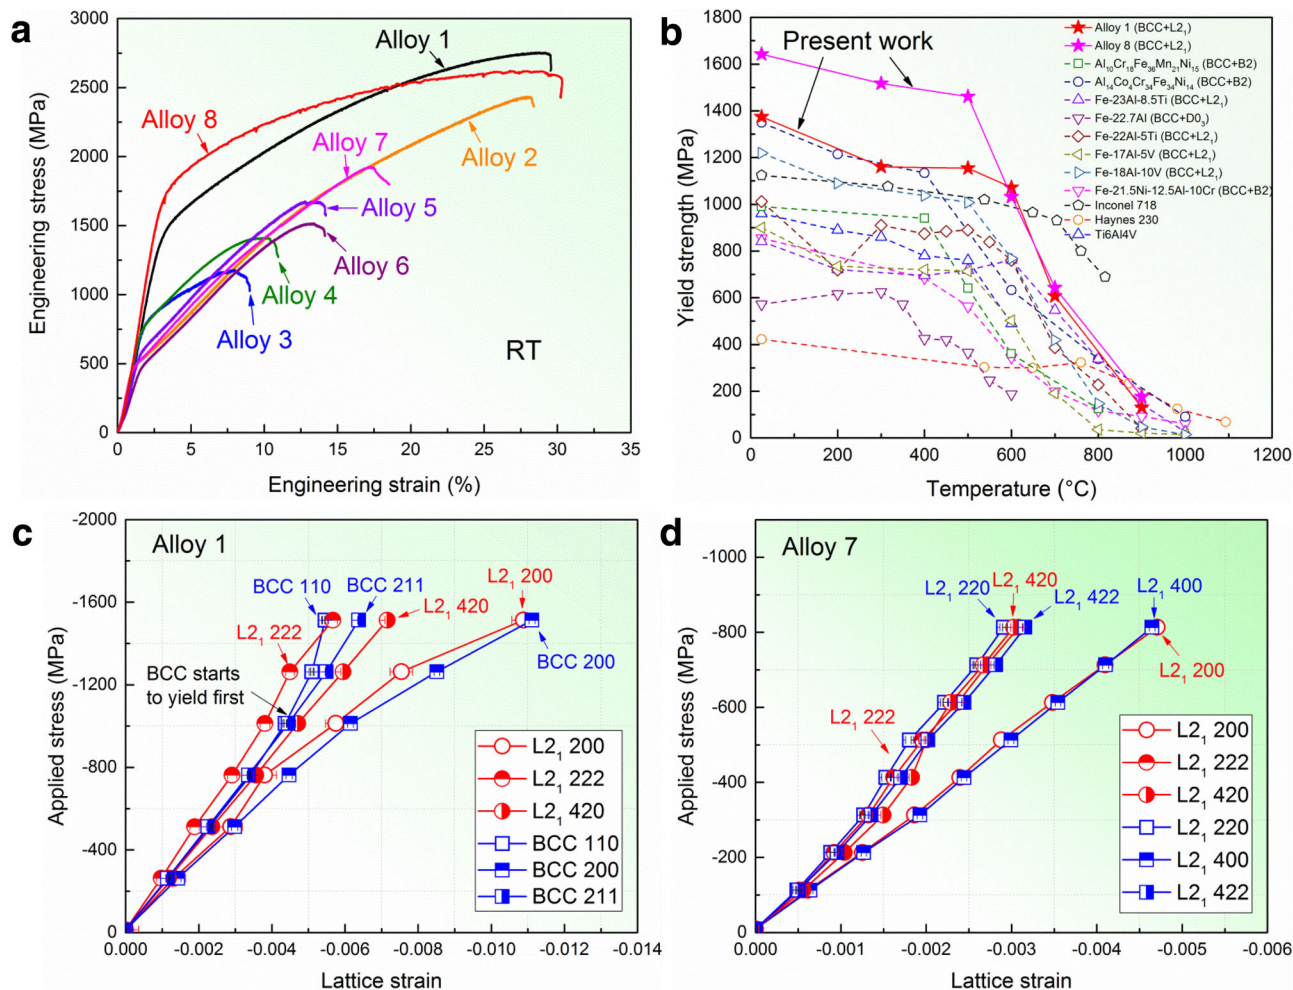 a
3000
2500
2000
1500
1000
500
0
0 5 10 15 20 25 30 35
Engineering stress (MPa)
Engineering strain (%)
Alloy 1
Alloy 8
Alloy 7
Alloy 2
Alloy 5
Alloy 6
Alloy 4
Alloy 3
RT
b
1800
1600
1400
1200
1000
800
600
400
200
0
0 200 400 600 800 1000 1200
Yield strength (MPa)
Temperature (°C)
Present work
Alloy 1 (BCC+L2₁)
Alloy 8 (BCC+L2₁)
Al₁₀Cr₁₈Fe₃₆Mn₂₁Ni₁₅ (BCC+B2)
Al₁₄Co₄Cr₃₄Fe₃₄Ni₁₄ (BCC+B2)
Fe-23Al-8.5Ti (BCC+L2₁)
Fe-22.7Al (BCC+D0₃)
Fe-22Al-5Ti (BCC+L2₁)
Fe-17Al-5V (BCC+L2₁)
Fe-18Al-10V (BCC+L2₁)
Fe-21.5Ni-12.5Al-10Cr (BCC+B2)
Inconel 718
Haynes 230
Ti6Al4V
c
-2000
-1600
-1200
-800
-400
0
0.000 -0.002 -0.004 -0.006 -0.008 -0.010 -0.012 -0.014
Applied stress (MPa)
Lattice strain
Alloy 1
BCC 110
BCC 211
L2₁ 200
L2₁ 420
L2₁ 222
BCC 200
BCC starts
to yield first
L2₁ 200
L2₁ 222
L2₁ 420
BCC 110
BCC 200
BCC 211
d
-1000
-800
-600
-400
-200
0
0.000 -0.001 -0.002 -0.003 -0.004 -0.005 -0.006
Applied stress (MPa)
Lattice strain
Alloy 7
L2₁ 220
L2₁ 420
L2₁ 422
L2₁ 400
L2₁ 200
L2₁ 222
L2₁ 200
L2₁ 222
L2₁ 420
L2₁ 220
L2₁ 400
L2₁ 422